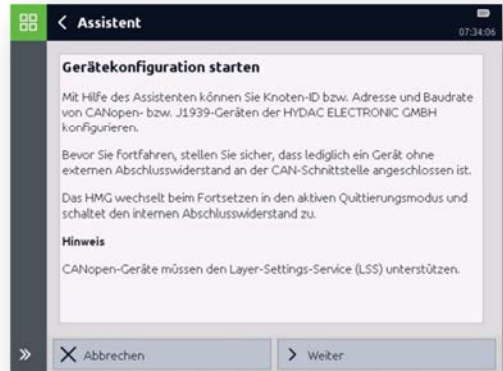 Assistent
07:34:06
Gerätekonfiguration starten
Mit Hilfe des Assistenten können Sie Knoten-ID bzw. Adresse und Baudrate
von CANopen- bzw. J1939-Geräten der HYDAC ELECTRONIC GMBH
konfigurieren.
Bevor Sie fortfahren, stellen Sie sicher, dass lediglich ein Gerät ohne
externen Abschlusswiderstand an der CAN-Schnittstelle angeschlossen ist.
Das HMG wechselt beim Fortsetzen in den aktiven Quittierungsmodus und
schaltet den internen Abschlusswiderstand zu.
Hinweis
CANopen-Geräte müssen den Layer-Settings-Service (LSS) unterstützen.
Abbrechen
Weiter